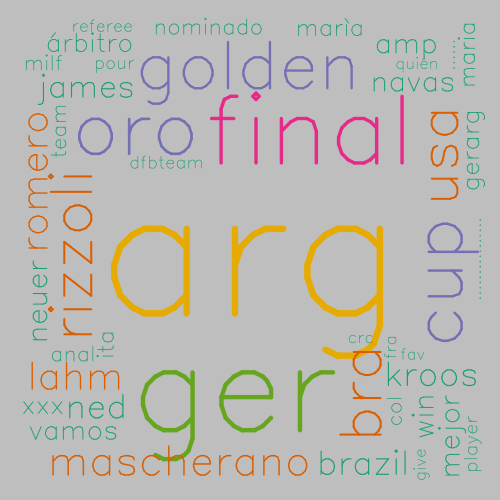 referee
nominado
marìa
árbitro
amp
maria
.....
milf
pour
golden
quién
james
navas
team
oro
final
usa
gerarg
dfbteam
romero
rizzoli
arg
cup
..............
neuer
ita
anal
cro
fra
fav
lahm
ger
bra
kroos
xxx
ned
col
win
mejor
vamos
player
mascherano
brazil
give